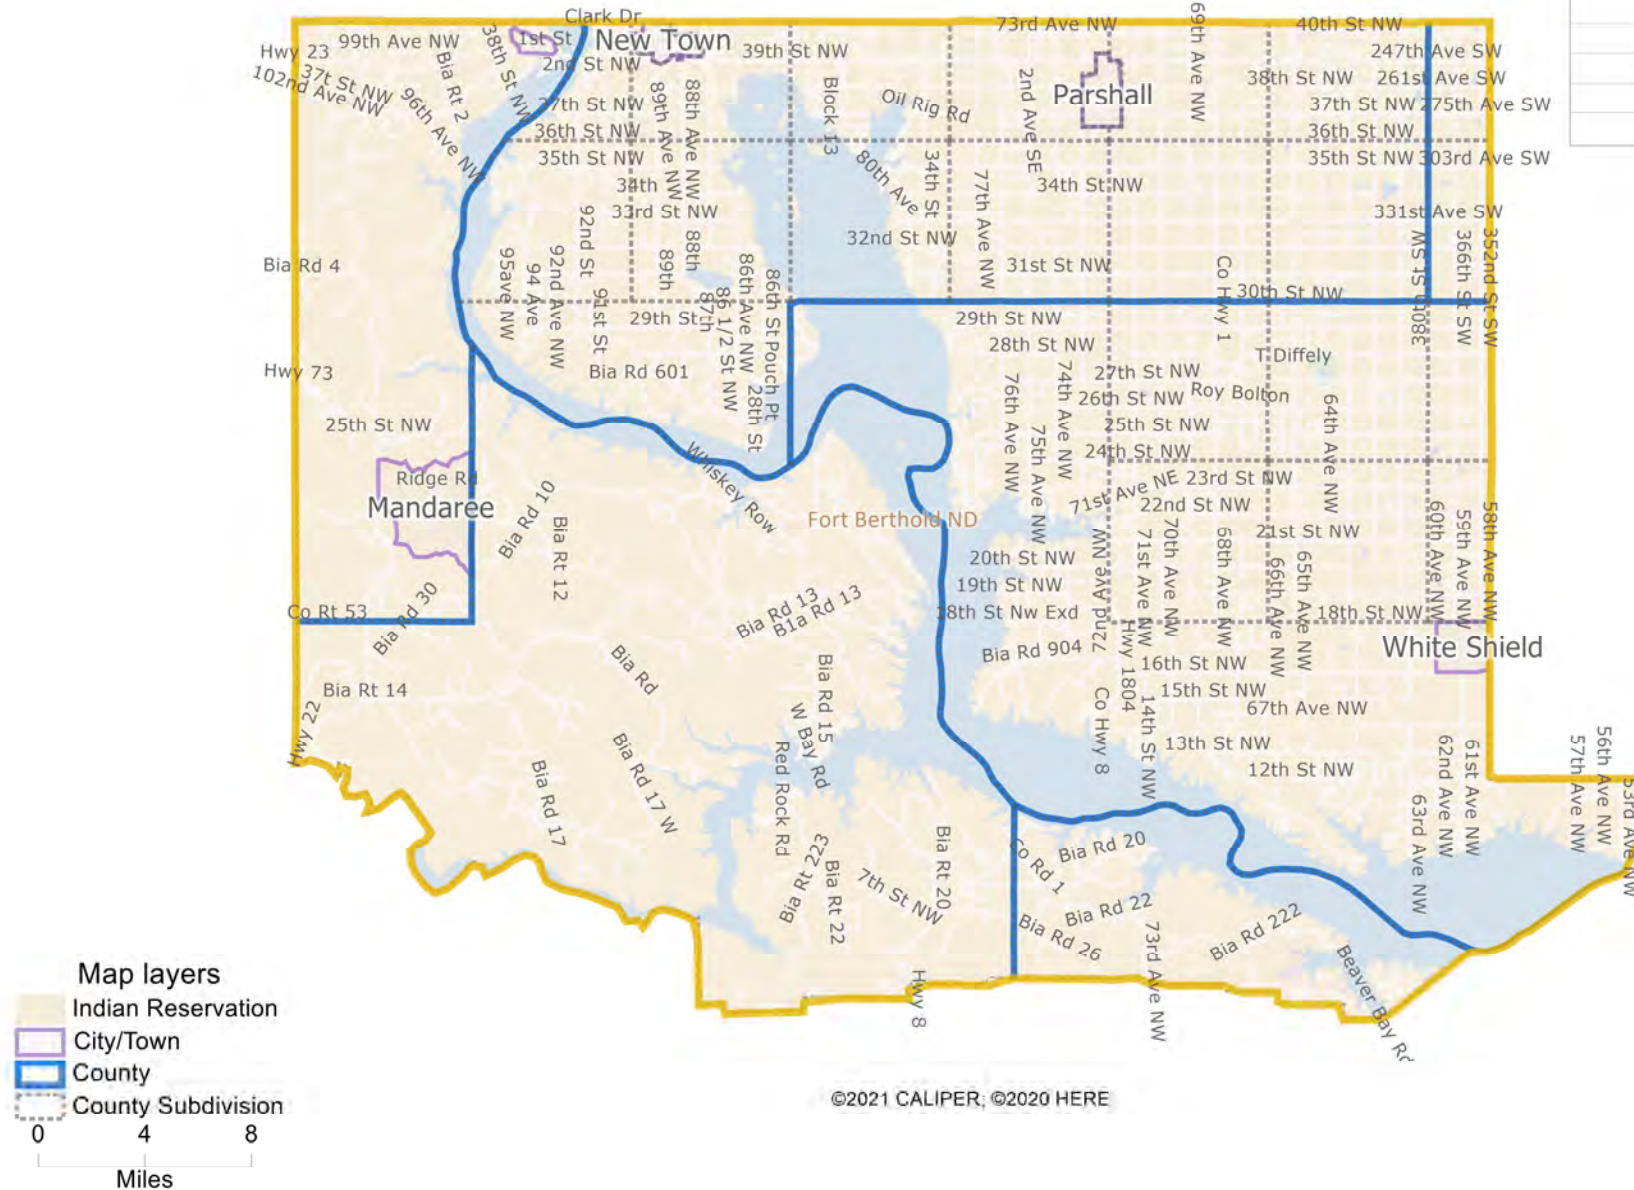 Clark Dr
73rd Ave NW
69th Ave NW
40th St NW
99th Ave NW
38th St NW
1st St
New Town
39th St NW
247th Ave SW
Hwy 23
2nd St NW
37t St NW
102nd Ave NW
Bia Rt 2
96th Ave NW
37th St NW
36th St NW
89th Ave NW
88th Ave NW
Block 13
Oil Rig Rd
2nd Ave SE
Parshall
38th St NW
261st Ave SW
37th St NW
275th Ave SW
36th St NW
35th St NW
35th St NW
303rd Ave SW
34th
80th Ave
34th St
77th Ave NW
34th St NW
33rd St NW
331st Ave SW
32nd St NW
Bia Rd 4
95ave NW
94 Ave
92nd Ave NW
92nd St
91st St
89th
88th
87th
86 1/2 St NW
86th Ave NW
86th St
Pouch Pt
28th St
31st St NW
Co Hwy 1
30th St NW
340th St SW
366th St SW
352nd St SW
29th St
29th St NW
28th St NW
T Diffely
Hwy 73
Bia Rd 601
76th Ave NW
74th Ave NW
27th St NW
26th St NW
Roy Bolton
64th Ave NW
25th St NW
25th St NW
75th Ave NW
24th St NW
Ridge Rd
Mandaree
Bia Rd 10
Whiskey Row
Fort Berthold ND
71st Ave NE
23rd St NW
22nd St NW
Bia Rt 12
72nd Ave NW
71st Ave NW
70th Ave NW
68th Ave NW
21st St NW
66th Ave NW
65th Ave NW
60th Ave NW
59th Ave NW
58th Ave NW
20th St NW
19th St NW
Co Rt 53
Bia Rd 30
Bia Rd 13
B1a Rd 13
18th St Nw Exd
18th St NW
Bia Rd 904
Hwy 1804
White Shield
Bia Rd
Bia Rd 15
16th St NW
Bia Rt 14
15th St NW
67th Ave NW
Hwy 22
W Bay Rd
Co Hwy 8
14th St NW
13th St NW
12th St NW
Bia Rd 17
Bia Rd 17 W
Red Rock Rd
63rd Ave NW
62nd Ave NW
61st Ave NW
57th Ave NW
56th Ave NW
53rd Ave NW
Bia Rt 223
Bia Rt 22
7th St NW
Bia Rt 20
Co Rd 1
Bia Rd 20
Bia Rd 22
Bia Rd 26
73rd Ave NW
Bia Rd 222
Beaver Bay Rd
Hwy 8
Map layers
Indian Reservation
City/Town
County
County Subdivision
0 4 8
Miles
©2021 CALIPER; ©2020 HERE